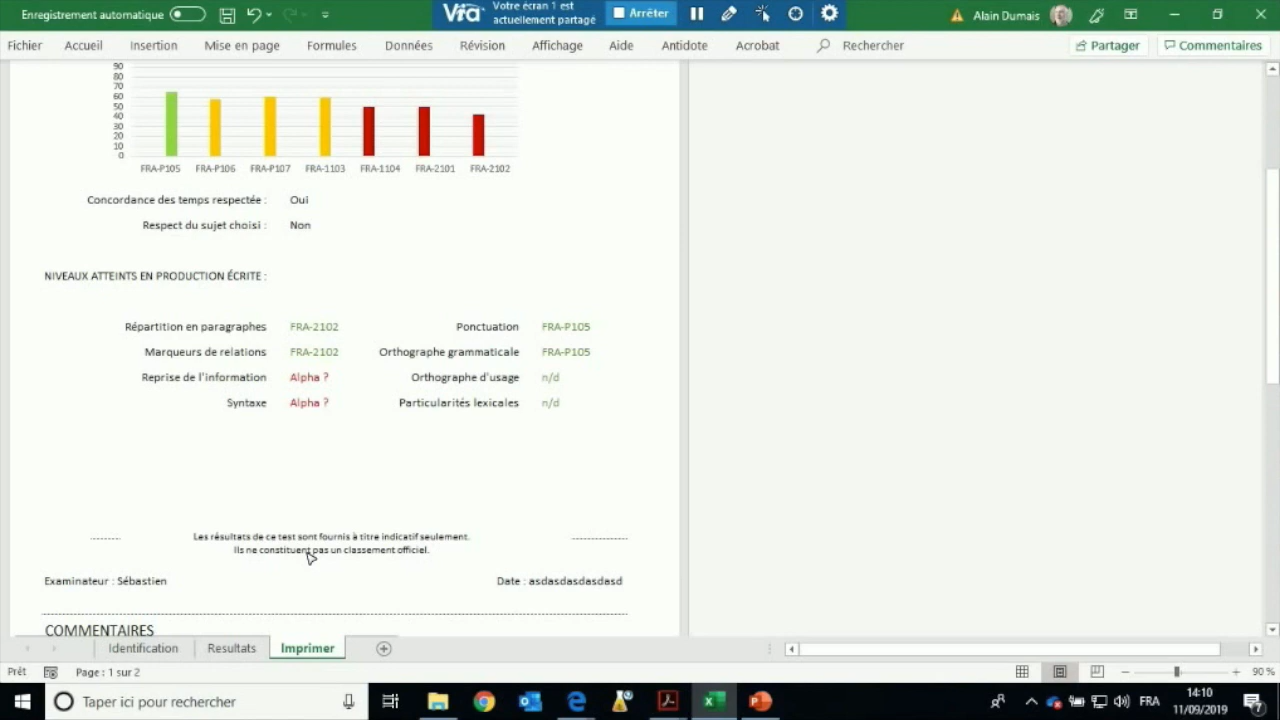 Enregistrement automatique
Vfa
Votre écran 1 est
actuellement partagé
Arrêter
Alain Dumais
Fichier Accueil Insertion Mise en page Formules Données Révision Affichage Aide Antidote Acrobat Rechercher Partager Commentaires
90
80
70
60
50
40
30
20
10
0
FRA-P105 FRA-P106 FRA-P107 FRA-1103 FRA-1104 FRA-2101 FRA-2102
Concordance des temps respectée : Oui
Respect du sujet choisi : Non
NIVEAUX ATTEINTS EN PRODUCTION ÉCRITE :
Répartition en paragraphes FRA-2102 Ponctuation FRA-P105
Marqueurs de relations FRA-2102 Orthographe grammaticale FRA-P105
Reprise de l'information Alpha ? Orthographe d'usage n/d
Syntaxe Alpha ? Particularités lexicales n/d
Les résultats de ce test sont fournis à titre indicatif seulement.
Ils ne constituent pas un classement officiel.
Examinateur : Sébastien Date : asdasdasdasdasd
COMMENTAIRES
Identification Resultats Imprimer
Prêt Page : 1 sur 2 90 %
Taper ici pour rechercher FRA 14:10
11/09/2019